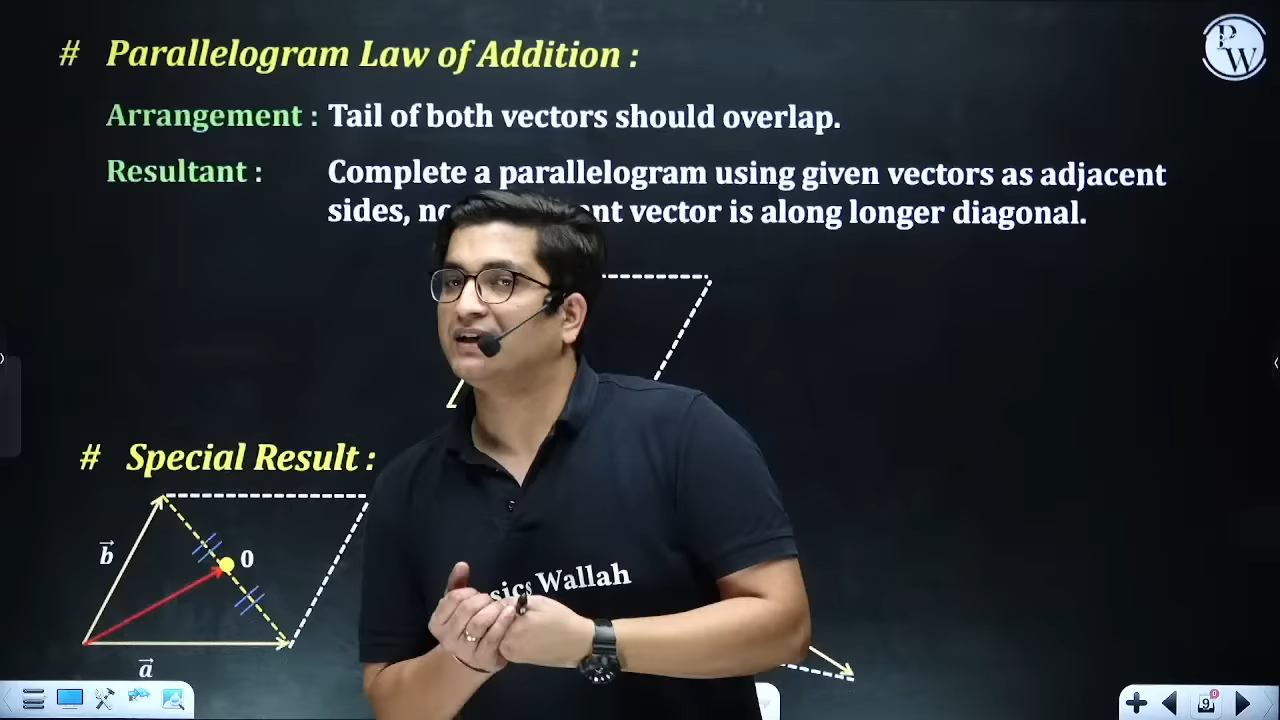 # Parallelogram Law of Addition :
PW
Arrangement : Tail of both vectors should overlap.
Resultant : Complete a parallelogram using given vectors as adjacent
sides, vector is along longer diagonal.
# Special Result :
b⃗
0
a⃗
Wallah